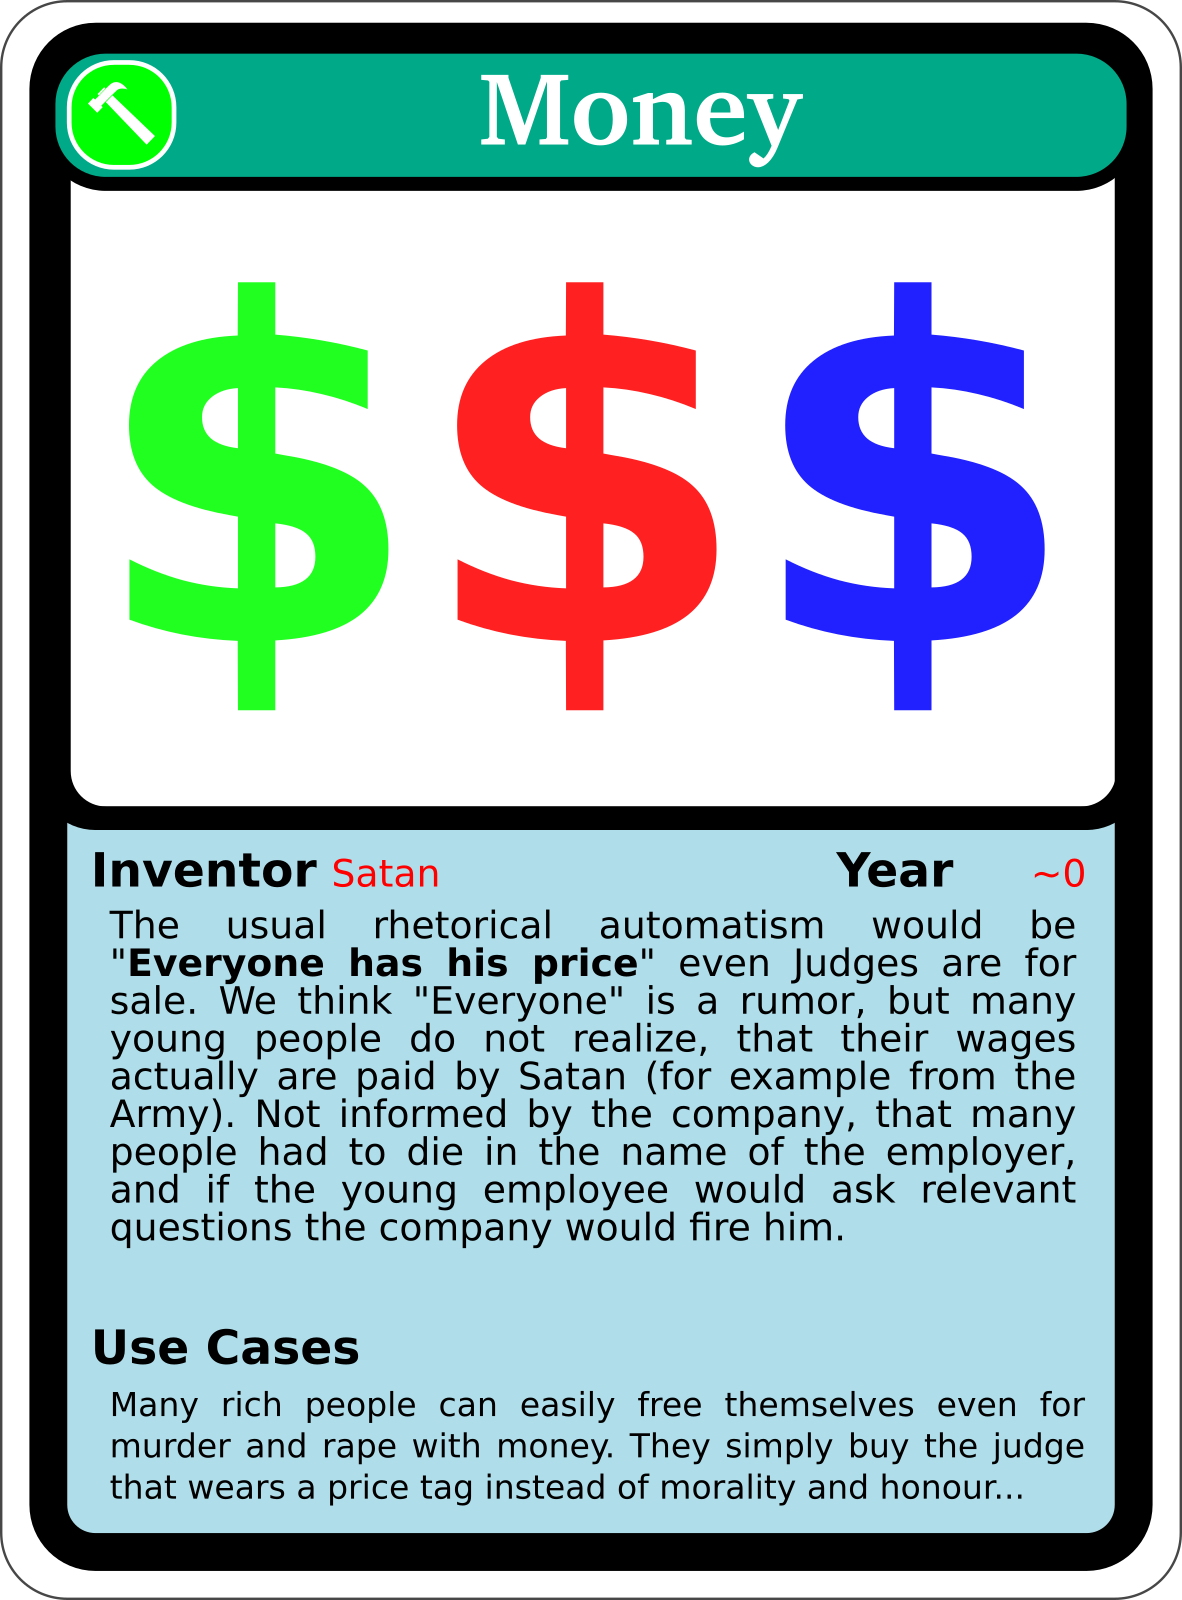 Money
$$$
Inventor Satan Year ~0
The usual rhetorical automatism would be
"Everyone has his price" even Judges are for
sale. We think "Everyone" is a rumor, but many
young people do not realize, that their wages
actually are paid by Satan (for example from the
Army). Not informed by the company, that many
people had to die in the name of the employer,
and if the young employee would ask relevant
questions the company would fire him.
Use Cases
Many rich people can easily free themselves even for
murder and rape with money. They simply buy the judge
that wears a price tag instead of morality and honour...